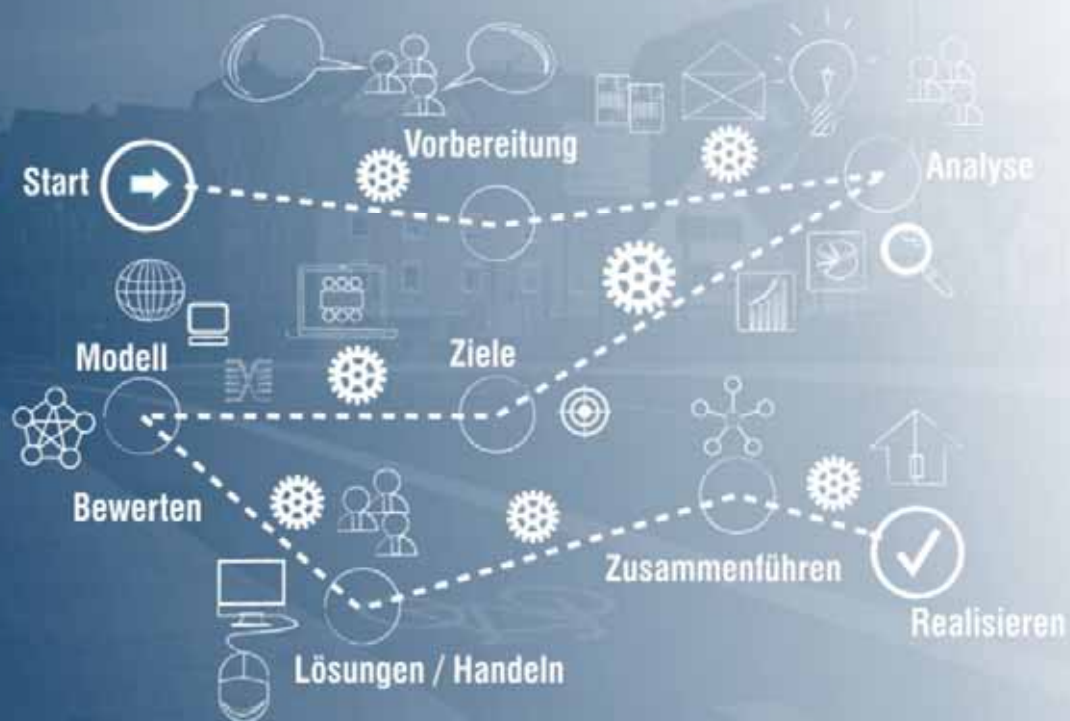 Vorbereitung
Start
Analyse
Modell
Ziele
Bewerten
Zusammenführen
Realisieren
Lösungen / Handeln